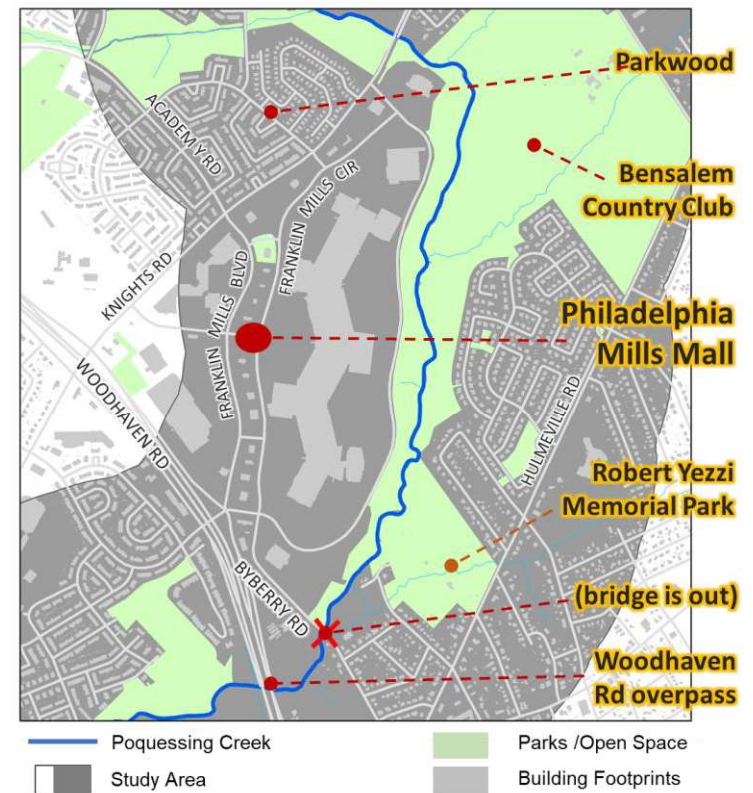 Parkwood
ACADEMY RD
Bensalem
Country Club
FRANKLIN MILLS CIR
KNIGHTS RD
FRANKLIN MILLS BLVD
Philadelphia
Mills Mall
WOODHAVEN RD
HULMEVILLE RD
Robert Yezzi
Memorial Park
BYBERRY RD
(bridge is out)
Woodhaven
Rd overpass
Poquessing Creek
Parks /Open Space
Study Area
Building Footprints